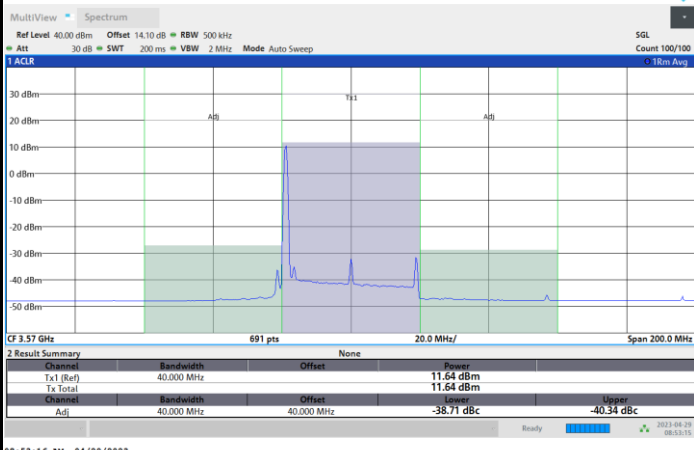 MultiView Spectrum
Ref Level 40.00 dBm Offset 14.10 dB RBW 500 kHz SGL
Att 30 dB SWT 200 ms VBW 2 MHz Mode Auto Sweep Count 100/100
1 ACLR 1Rm Avg
30 dBm
Tx1
20 dBm
Adj Adj
10 dBm
0 dBm
-10 dBm
-20 dBm
-30 dBm
-40 dBm
-50 dBm
CF 3.57 GHz 691 pts 20.0 MHz/ Span 200.0 MHz
2 Result Summary None
Channel Bandwidth Offset Power
Tx1 (Ref) 40.000 MHz 11.64 dBm
Tx Total 11.64 dBm
Channel Bandwidth Offset Lower Upper
Adj 40.000 MHz 40.000 MHz -38.71 dBc -40.34 dBc
Ready 2023-04-29
08:53:15